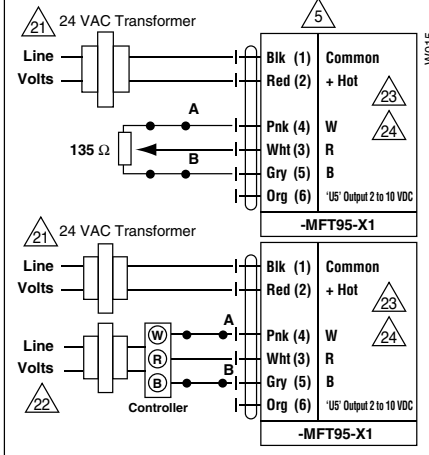 21 24 VAC Transformer
5
Line
Volts
Blk (1) Common
Red (2) + Hot
23
A
Pnk (4) W
24
135 Ω
Wht (3) R
B
Gry (5) B
Org (6) 'U5' Output 2 to 10 VDC
-MFT95-X1
21 24 VAC Transformer
Line
Volts
Blk (1) Common
Red (2) + Hot
23
A
W
Pnk (4) W
24
Line
Volts
R
Wht (3) R
B
B
Gry (5) B
22
Controller
Org (6) 'U5' Output 2 to 10 VDC
-MFT95-X1